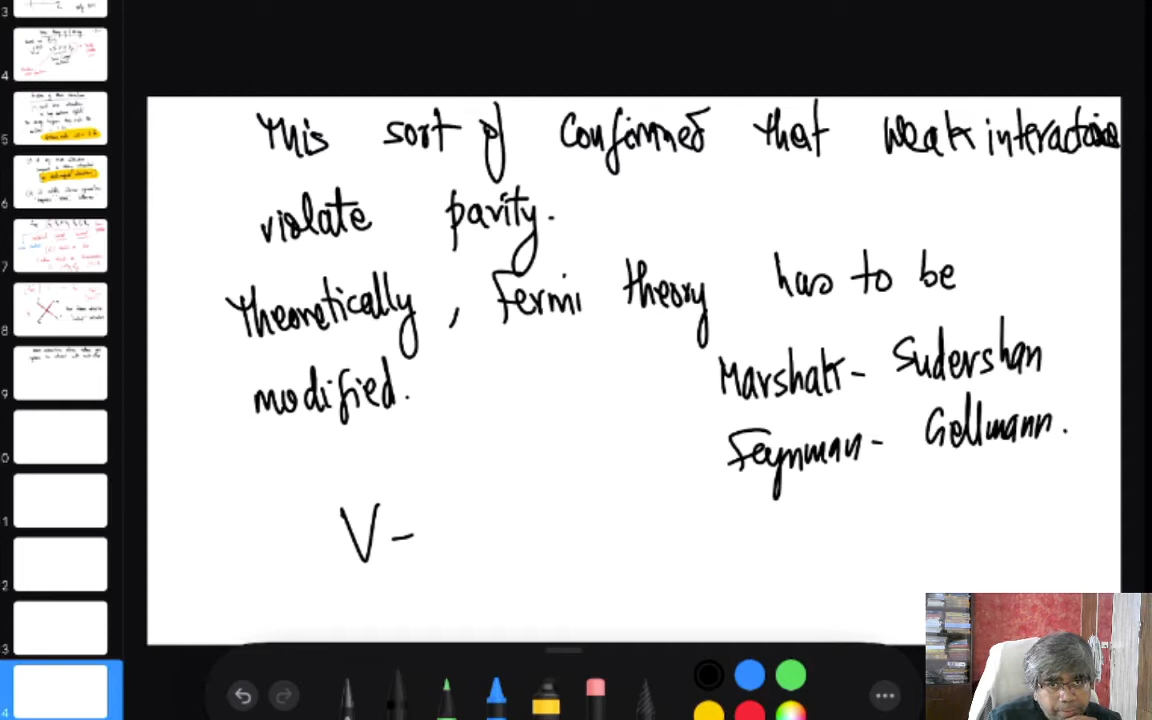 This sort of confirmed that weak interactions
violate parity.
Theoretically, Fermi theory has to be
modified.
Marshak - Sudershan
Feynman - Gellmann.
V -